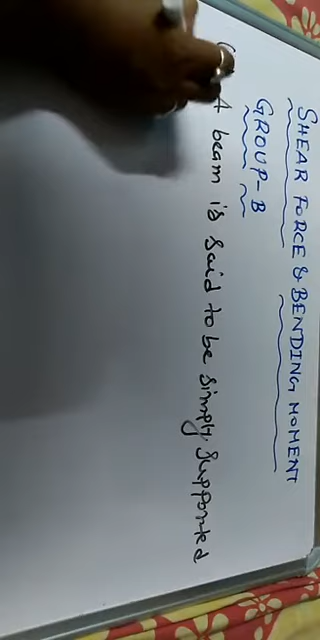 SHEAR FORCE & BENDING MOMENT
GROUP-B
A beam is said to be simply supported